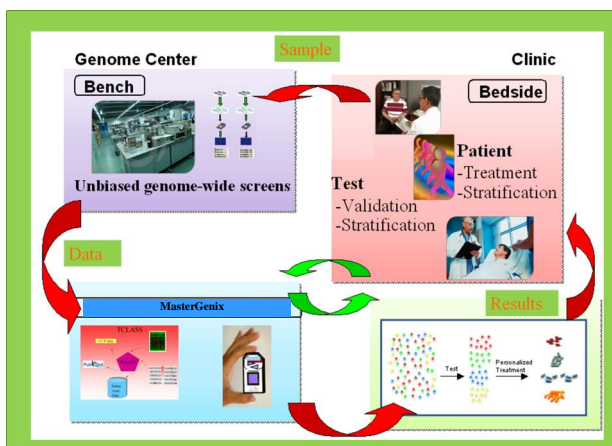 Sample
Genome Center
Clinic
Bench
Bedside
Unbiased genome-wide screens
Patient
-Treatment
-Stratification
Test
-Validation
-Stratification
Data
MasterGenix
TCLASS
Results
Test
Personalized
Treatment